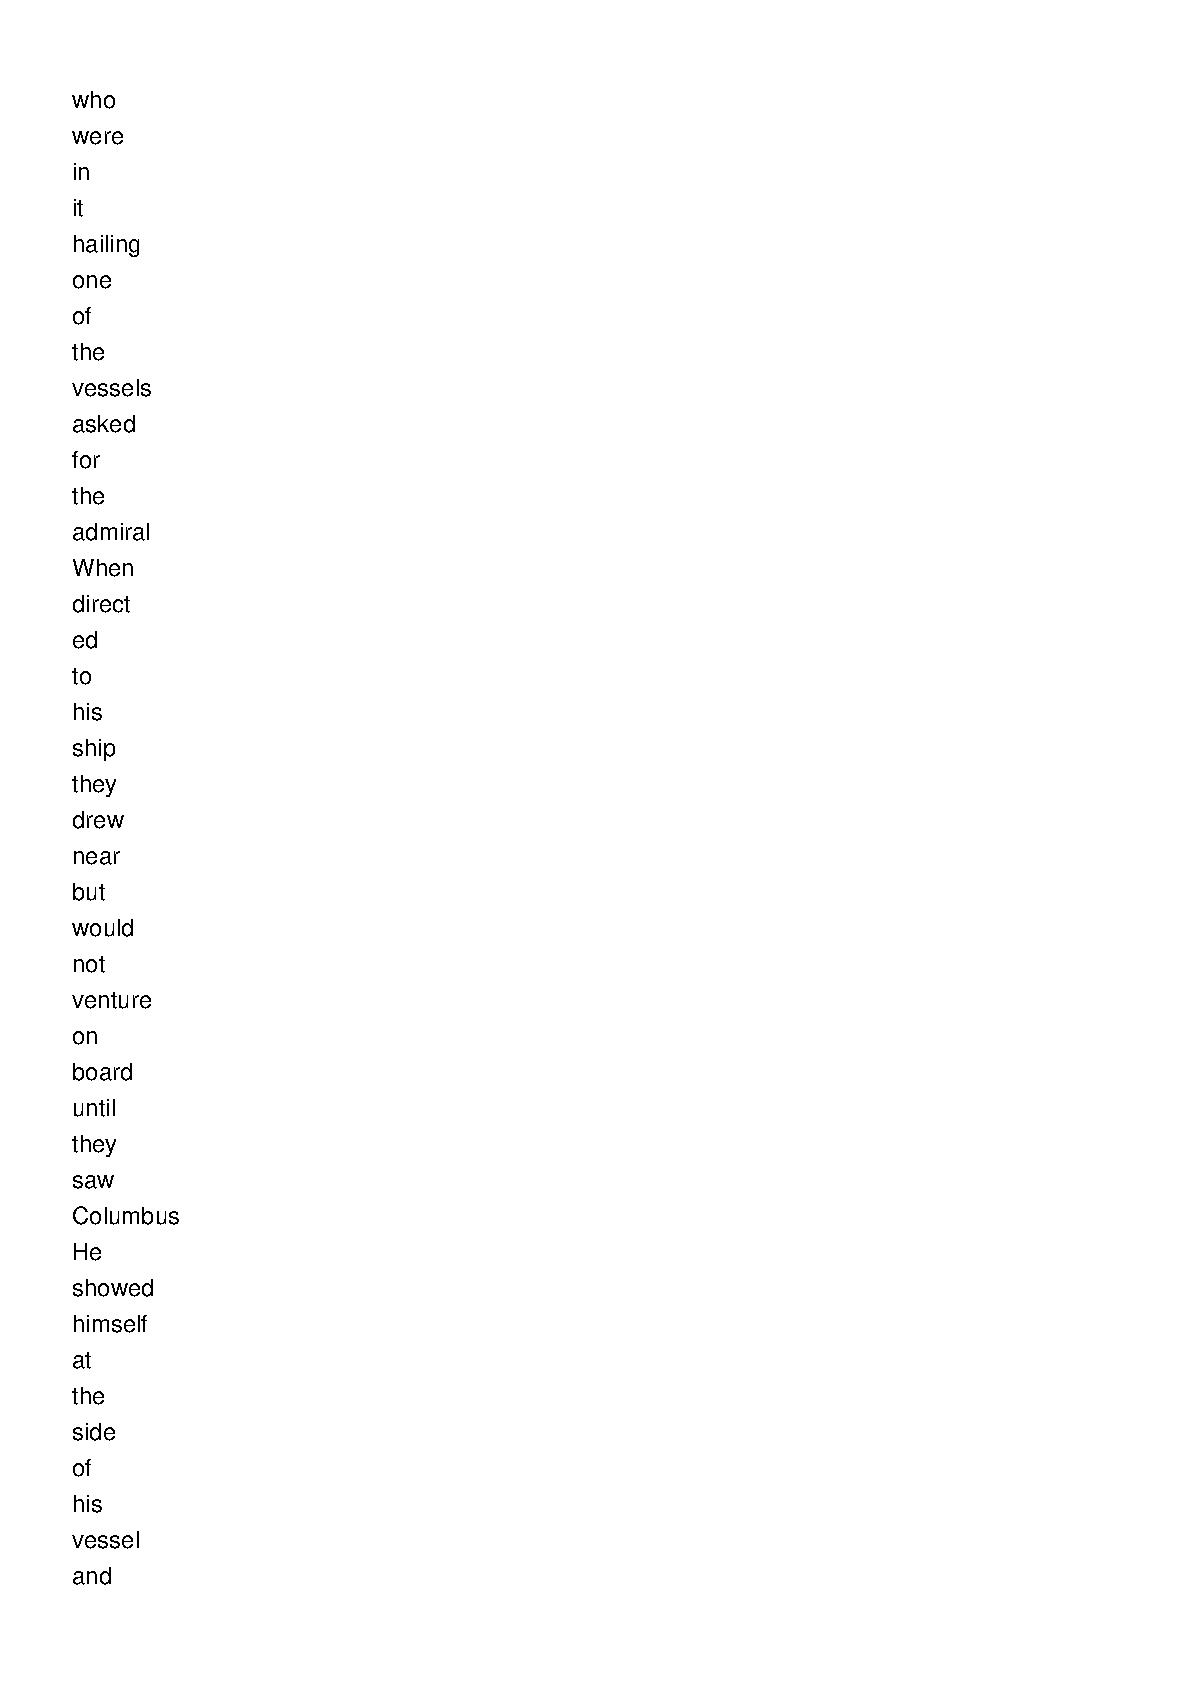 who
were
in
it
hailing
one
of
the
vessels
asked
for
the
admiral
When
direct
ed
to
his
ship
they
drew
near
but
would
not
venture
on
board
until
they
saw
Columbus
He
showed
himself
at
the
side
of
his
vessel
and